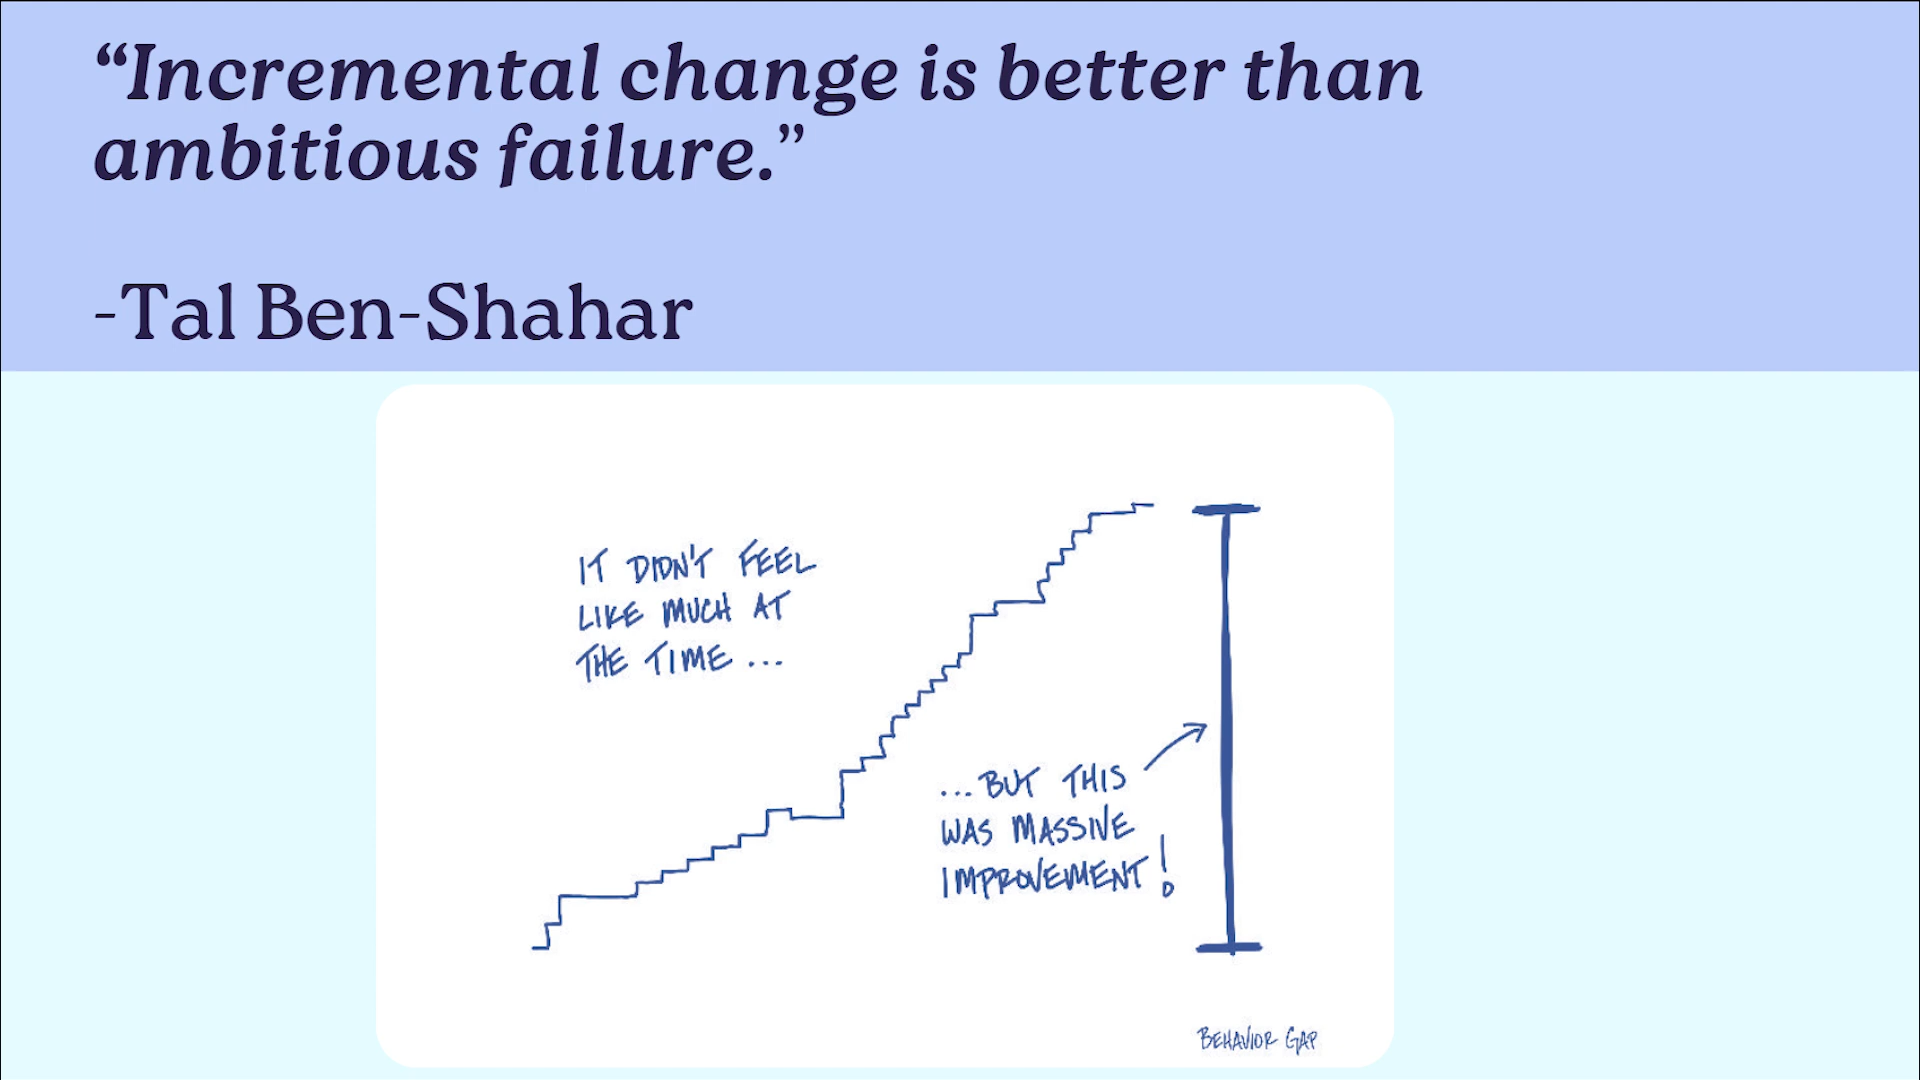 “Incremental change is better than
ambitious failure.”
-Tal Ben-Shahar
IT DIDN'T FEEL
LIKE MUCH AT
THE TIME ...
...BUT THIS
WAS MASSIVE
IMPROVEMENT!
BEHAVIOR GAP